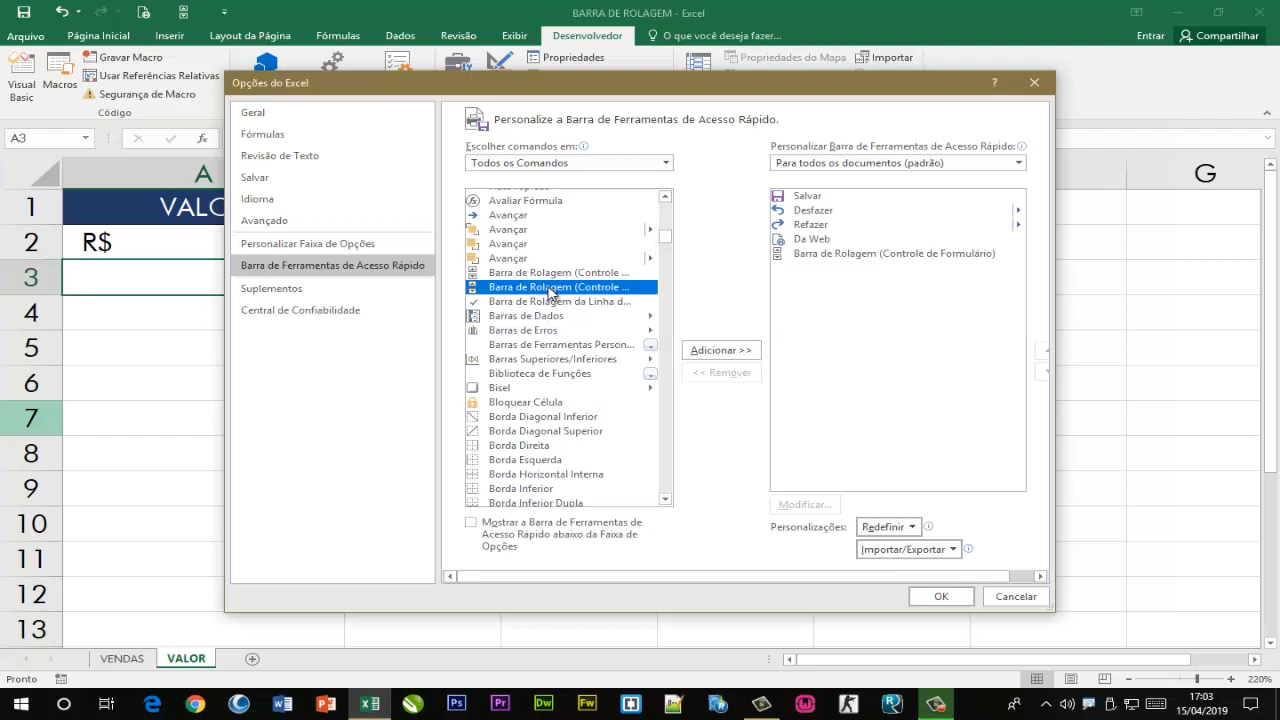 BARRA DE ROLAGEM - Excel
Arquivo Página Inicial Inserir Layout da Página Fórmulas Dados Revisão Exibir Desenvolvedor O que você deseja fazer... Entrar Compartilhar
Visual Basic
Macros
Gravar Macro
Usar Referências Relativas
Segurança de Macro
Código
Propriedades
Propriedades do Mapa
Importar
Opções do Excel
A3
Geral
Fórmulas
Revisão de Texto
Salvar
Idioma
Avançado
Personalizar Faixa de Opções
Barra de Ferramentas de Acesso Rápido
Suplementos
Central de Confiabilidade
Personalize a Barra de Ferramentas de Acesso Rápido.
Escolher comandos em:
Todos os Comandos
Avaliar Fórmula
Avançar
Avançar
Avançar
Avançar
Barra de Rolagem (Controle ...
Barra de Rolagem (Controle ...
Barra de Rolagem da Linha d...
Barras de Dados
Barras de Erros
Barras de Ferramentas Person...
Barras Superiores/Inferiores
Biblioteca de Funções
Bisel
Bloquear Célula
Borda Diagonal Inferior
Borda Diagonal Superior
Borda Direita
Borda Esquerda
Borda Horizontal Interna
Borda Inferior
Borda Inferior Dupla
Mostrar a Barra de Ferramentas de
Acesso Rápido abaixo da Faixa de
Opções
Adicionar >>
<< Remover
Personalizar Barra de Ferramentas de Acesso Rápido:
Para todos os documentos (padrão)
Salvar
Desfazer
Refazer
Da Web
Barra de Rolagem (Controle de Formulário)
Modificar...
Personalizações: Redefinir
Importar/Exportar
OK Cancelar
A G
1 VALO
2 R$
3
4
5
6
7
8
9
10
11
12
13
VENDAS VALOR
Pronto 220%
17:03
15/04/2019